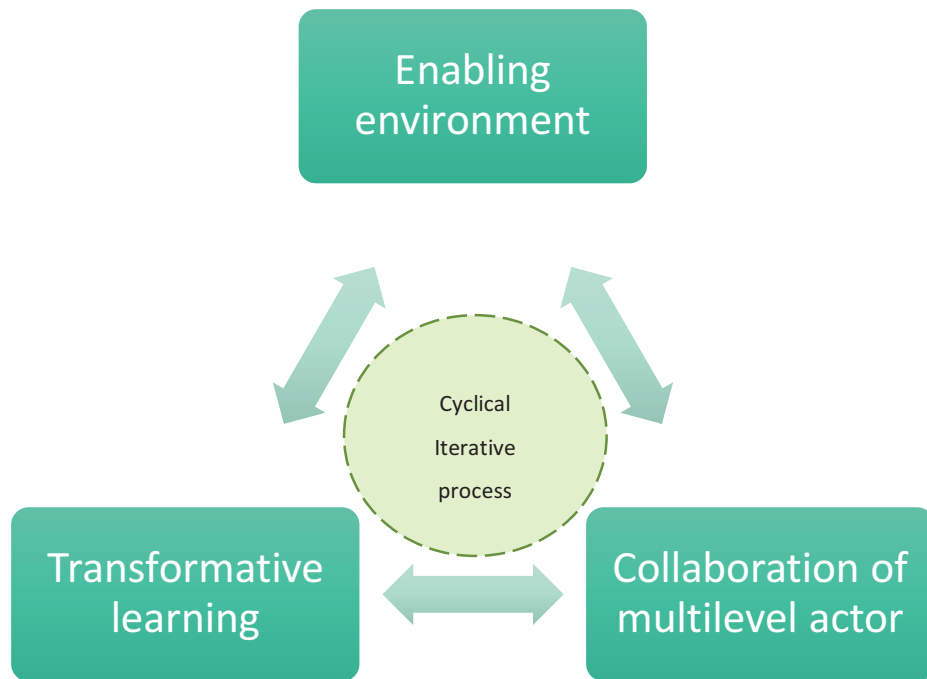 Enabling
environment
Cyclical
Iterative
process
Transformative
learning
Collaboration of
multilevel actor